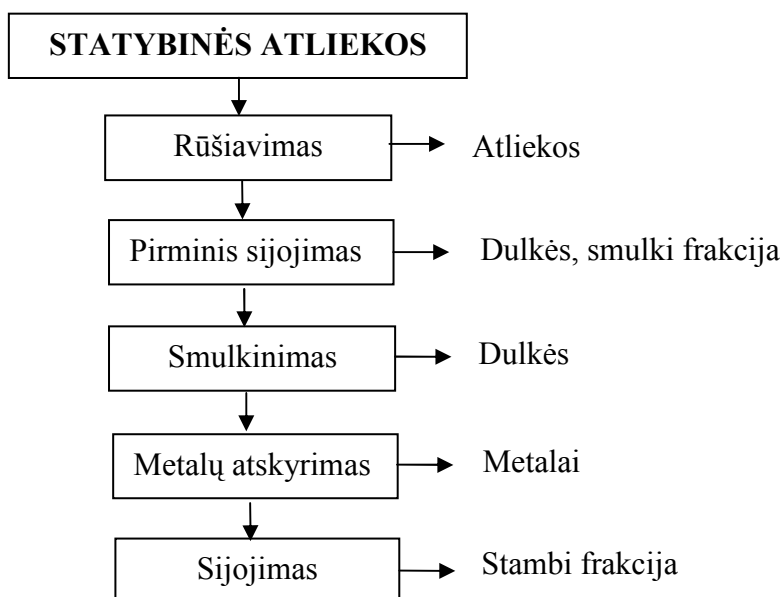 STATYBINĖS ATLIEKOS
Rūšiavimas
Atliekos
Pirminis sijojimas
Dulkės, smulki frakcija
Smulkinimas
Dulkės
Metalų atskyrimas
Metalai
Sijojimas
Stambi frakcija